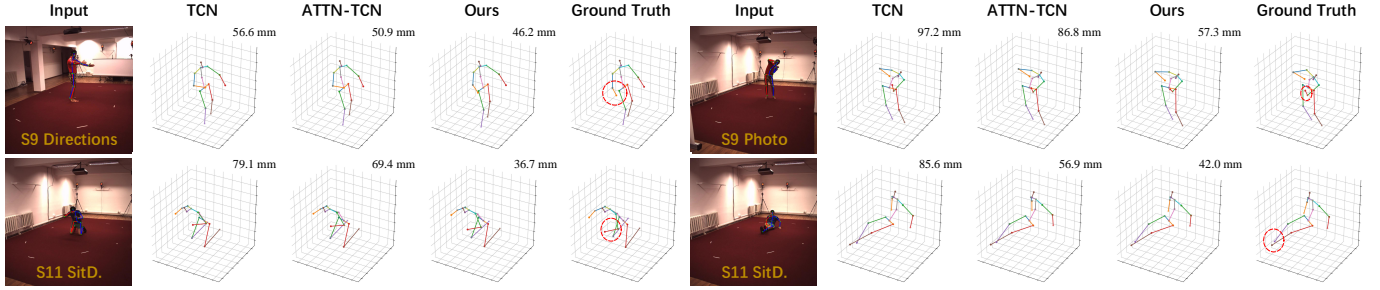 Input TCN ATTN-TCN Ours Ground Truth Input TCN ATTN-TCN Ours Ground Truth
56.6 mm 50.9 mm 46.2 mm 97.2 mm 86.8 mm 57.3 mm
S9 Directions S9 Photo
79.1 mm 69.4 mm 36.7 mm 85.6 mm 56.9 mm 42.0 mm
S11 SitD. S11 SitD.